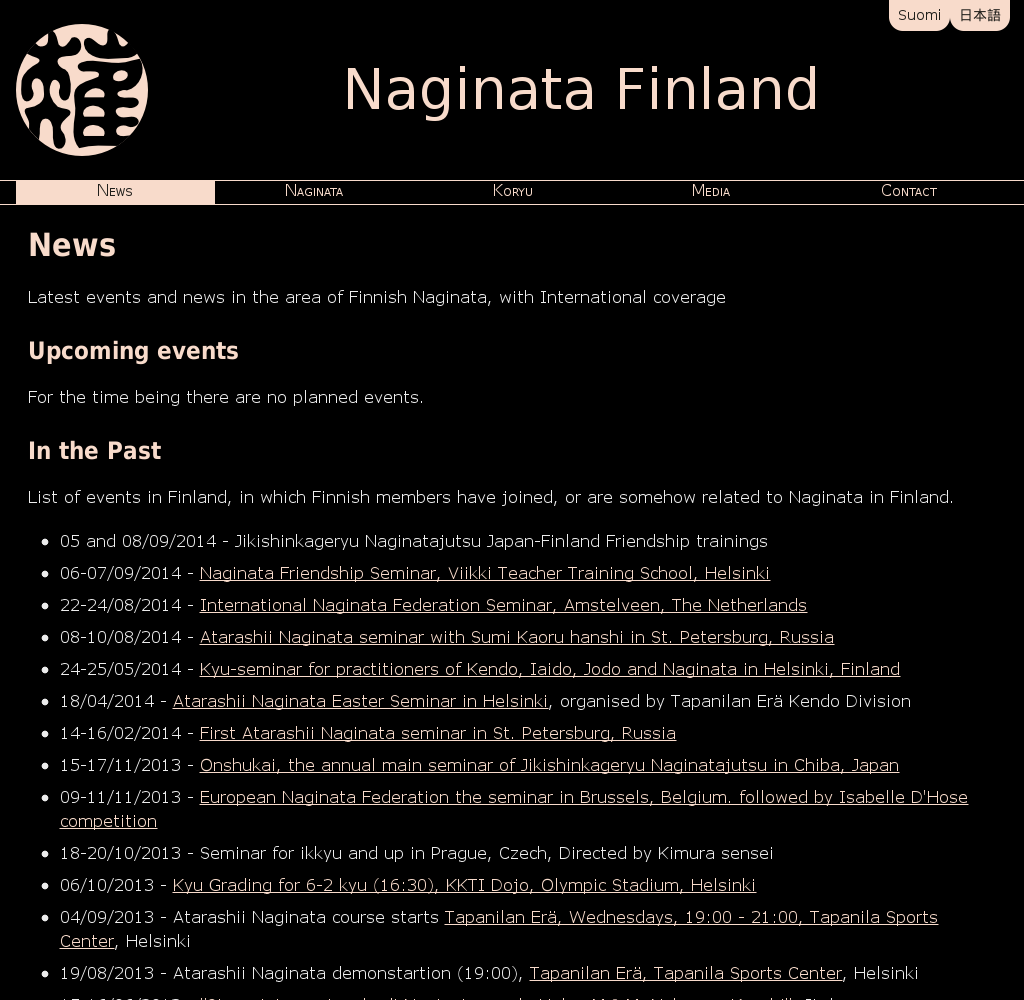 Suomi 日本語
Naginata Finland
News Naginata Koryu Media Contact
News
Latest events and news in the area of Finnish Naginata, with International coverage
Upcoming events
For the time being there are no planned events.
In the Past
List of events in Finland, in which Finnish members have joined, or are somehow related to Naginata in Finland.
05 and 08/09/2014 - Jikishinkageryu Naginatajutsu Japan-Finland Friendship trainings
06-07/09/2014 - Naginata Friendship Seminar, Viikki Teacher Training School, Helsinki
22-24/08/2014 - International Naginata Federation Seminar, Amstelveen, The Netherlands
08-10/08/2014 - Atarashii Naginata seminar with Sumi Kaoru hanshi in St. Petersburg, Russia
24-25/05/2014 - Kyu-seminar for practitioners of Kendo, Iaido, Jodo and Naginata in Helsinki, Finland
18/04/2014 - Atarashii Naginata Easter Seminar in Helsinki, organised by Tapanilan Erä Kendo Division
14-16/02/2014 - First Atarashii Naginata seminar in St. Petersburg, Russia
15-17/11/2013 - Onshukai, the annual main seminar of Jikishinkageryu Naginatajutsu in Chiba, Japan
09-11/11/2013 - European Naginata Federation the seminar in Brussels, Belgium. followed by Isabelle D'Hose
competition
18-20/10/2013 - Seminar for ikkyu and up in Prague, Czech, Directed by Kimura sensei
06/10/2013 - Kyu Grading for 6-2 kyu (16:30), KKTI Dojo, Olympic Stadium, Helsinki
04/09/2013 - Atarashii Naginata course starts Tapanilan Erä, Wednesdays, 19:00 - 21:00, Tapanila Sports
Center, Helsinki
19/08/2013 - Atarashii Naginata demonstartion (19:00), Tapanilan Erä, Tapanila Sports Center, Helsinki